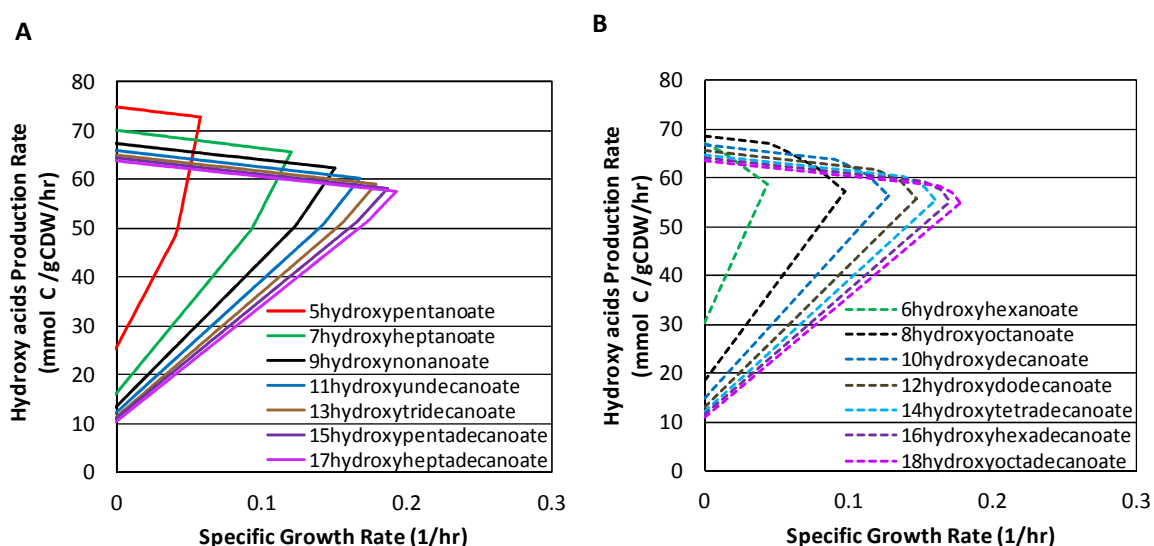 A
Hydroxy acids Production Rate
(mmol C /gCDW/hr)
80
70
60
50
40
30
20
10
0
5hydroxypentanoate
7hydroxyheptanoate
9hydroxynonanoate
11hydroxyundecanoate
13hydroxytridecanoate
15hydroxypentadecanoate
17hydroxyheptadecanoate
0 0.1 0.2 0.3
Specific Growth Rate (1/hr)
B
Hydroxy acids Production Rate
(mmol C /gCDW/hr)
80
70
60
50
40
30
20
10
0
6hydroxyhexanoate
8hydroxyoctanoate
10hydroxydecanoate
12hydroxydodecanoate
14hydroxytetradecanoate
16hydroxyhexadecanoate
18hydroxyoctadecanoate
0 0.1 0.2 0.3
Specific Growth Rate (1/hr)